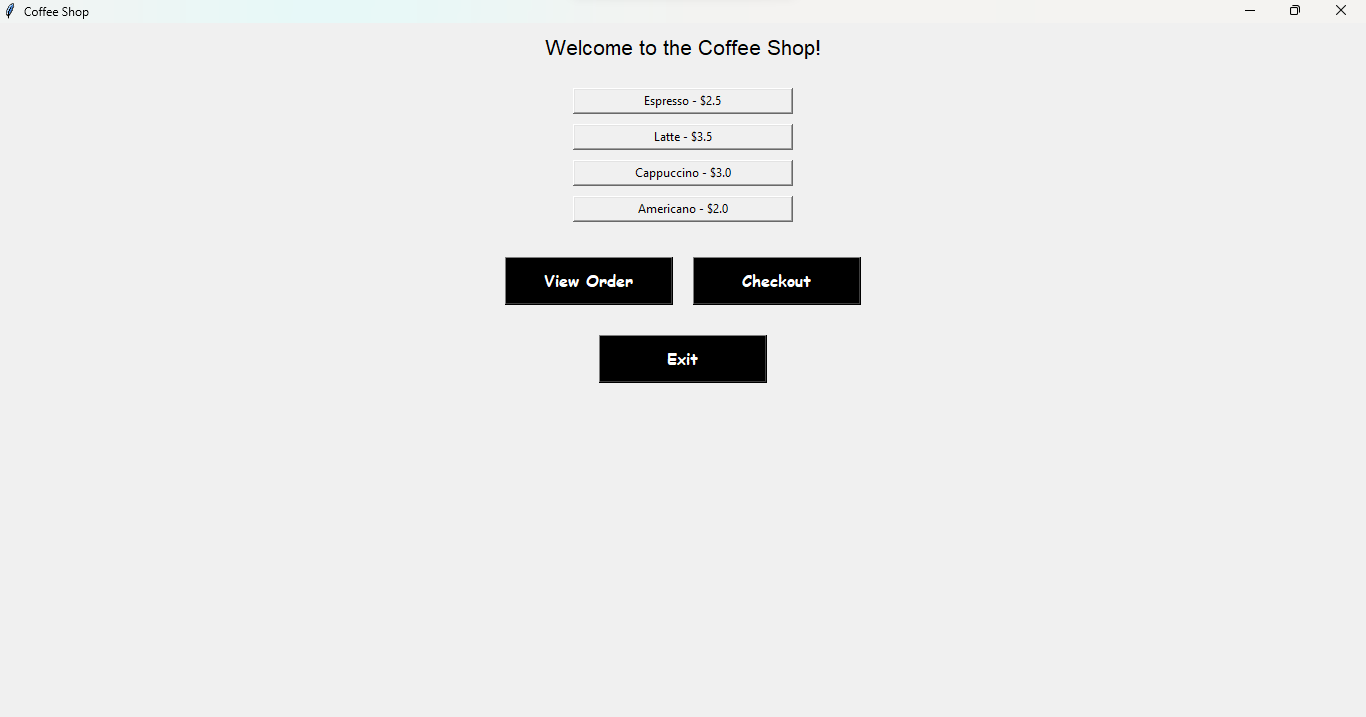 Coffee Shop
Welcome to the Coffee Shop!
Espresso - $2.5
Latte - $3.5
Cappuccino - $3.0
Americano - $2.0
View Order Checkout
Exit